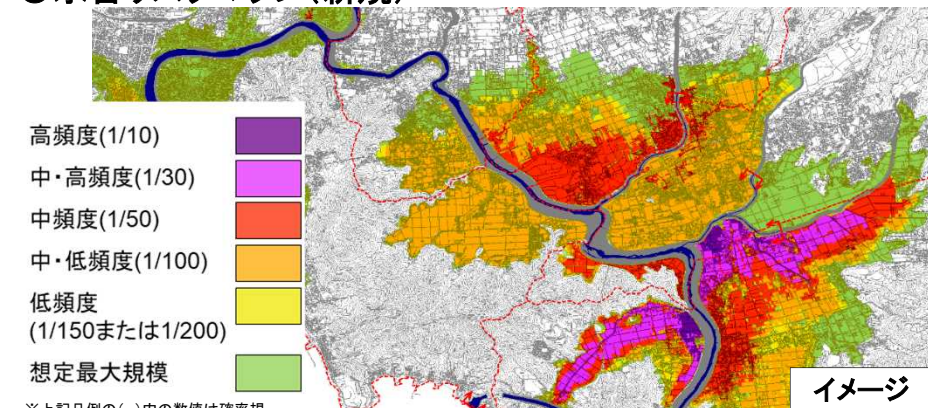 高頻度(1/10)
中・高頻度(1/30)
中頻度(1/50)
中・低頻度(1/100)
低頻度
(1/150または1/200)
想定最大規模
イメージ